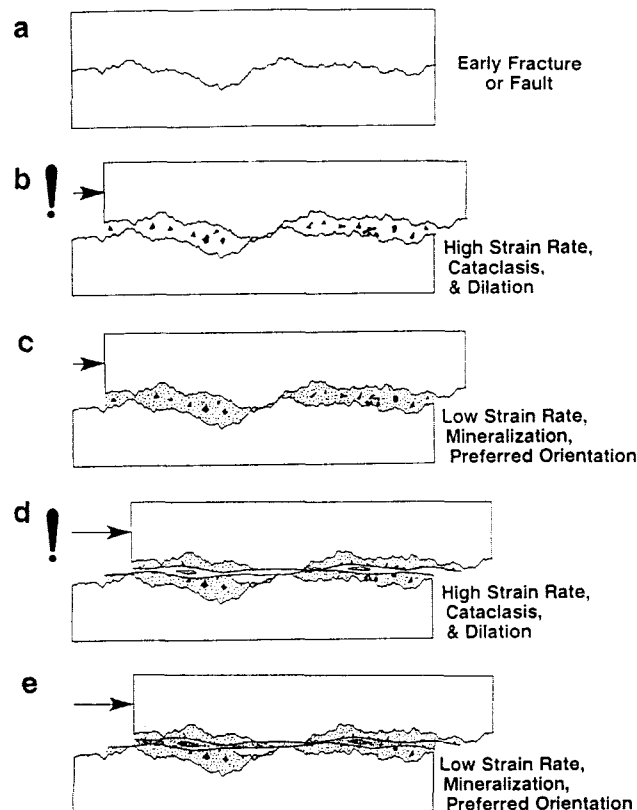 a
Early Fracture
or Fault
b
!
High Strain Rate,
Cataclasis,
& Dilation
c
Low Strain Rate,
Mineralization,
Preferred Orientation
d
!
High Strain Rate,
Cataclasis,
& Dilation
e
Low Strain Rate,
Mineralization,
Preferred Orientation